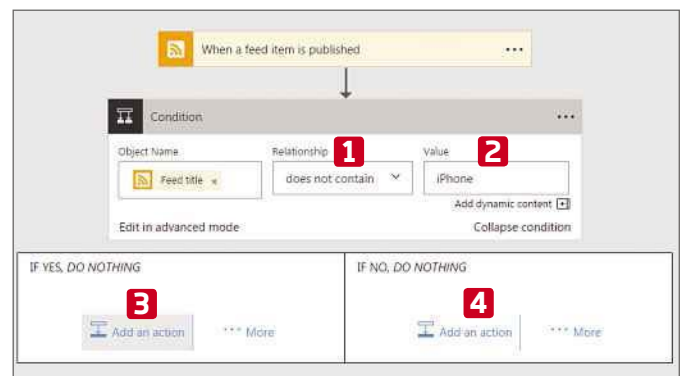 When a feed item is published ...
Condition ...
Object Name Relationship 1 Value 2
Feed title × does not contain iPhone
Add dynamic content
Edit in advanced mode Collapse condition
IF YES, DO NOTHING IF NO, DO NOTHING
3 4
Add an action ... More Add an action ... More